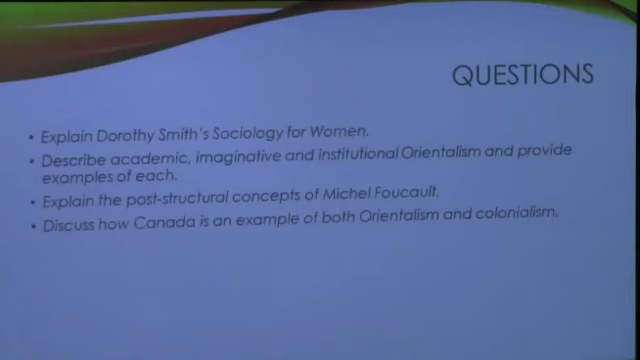 QUESTIONS
• Explain Dorothy Smith's Sociology for Women.
• Describe academic, imaginative and institutional Orientalism and provide
examples of each.
• Explain the post-structural concepts of Michel Foucault.
• Discuss how Canada is an example of both Orientalism and colonialism.